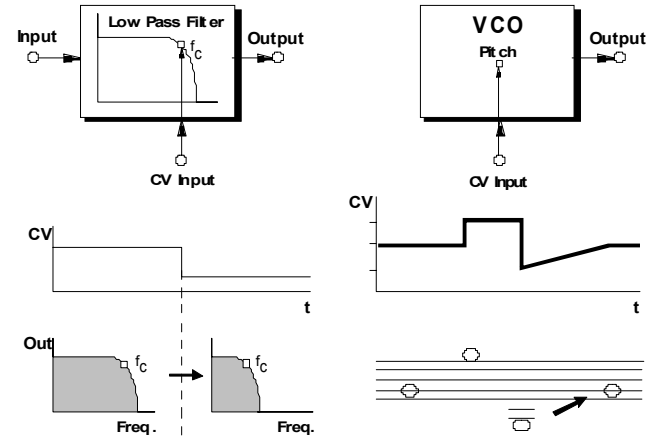 Low Pass Filter
Input
Output
fc
CV Input
VCO
Pitch
Output
CV Input
CV
t
CV
t
Out
fc
Freq.
fc
Freq.